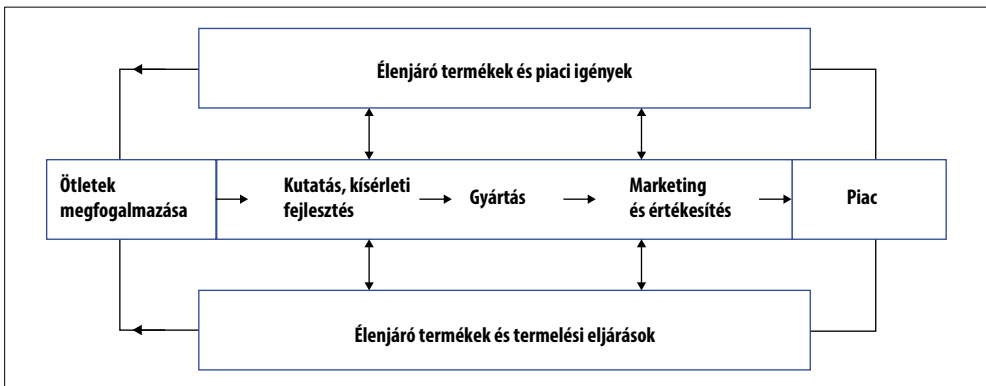 Élenjáró termékek és piaci igények
Ötletek
megfogalmazása
Kutatás, kísérleti
fejlesztés
Gyártás
Marketing
és értékesítés
Piac
Élenjáró termékek és termelési eljárások